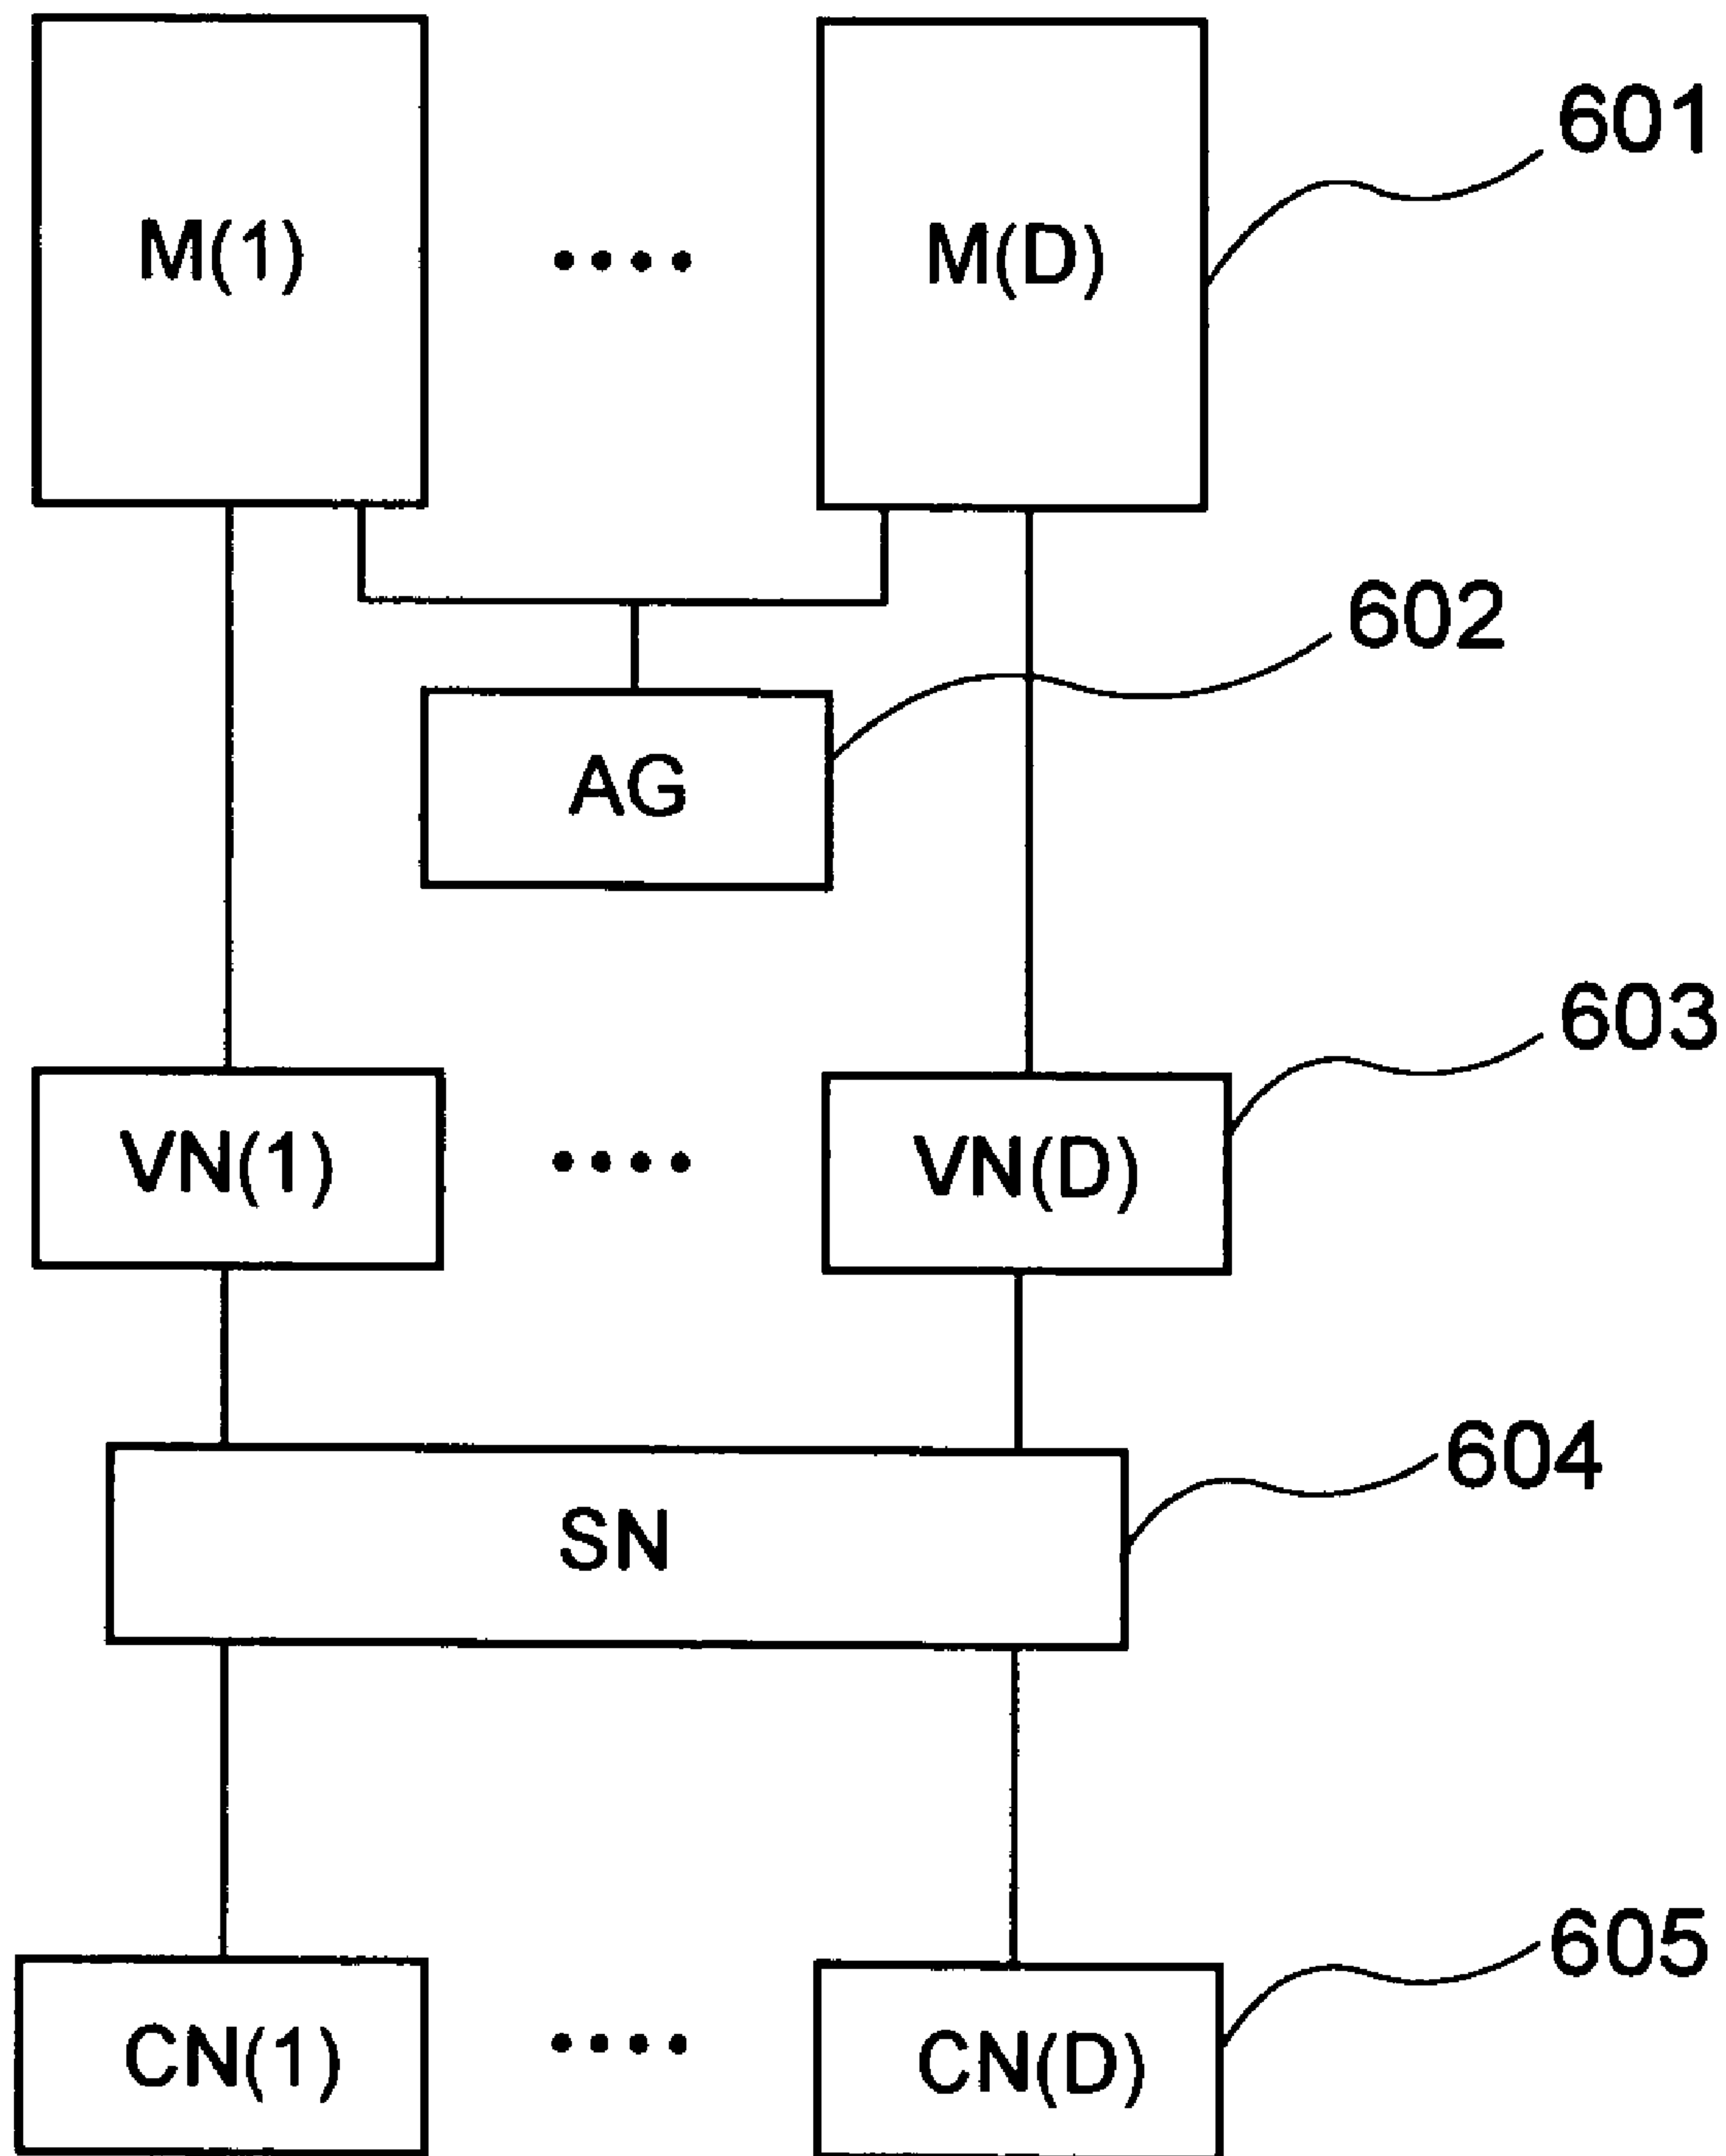 601
M(1) •••• M(D)
602
AG
603
VN(1) •••• VN(D)
604
SN
605
CN(1) •••• CN(D)